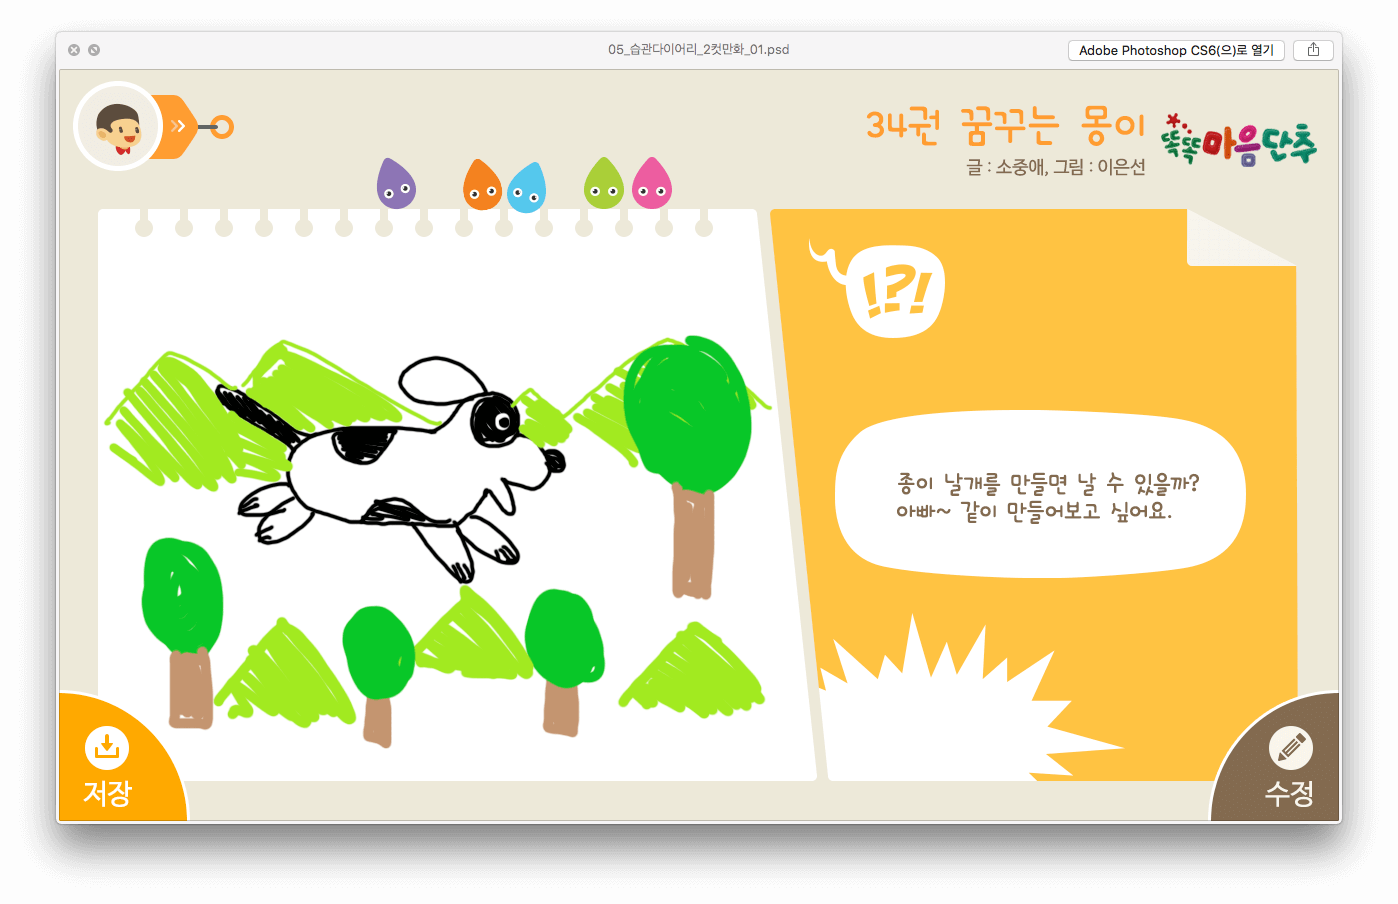 05_습관다이어리_2컷만화_01.psd
Adobe Photoshop CS6(으)로 열기
34권 꿈꾸는 몽이
글 : 소중애, 그림 : 이은선
똑똑 마음단추
!?!
종이 날개를 만들면 날 수 있을까?
아빠~ 같이 만들어보고 싶어요.
저장
수정